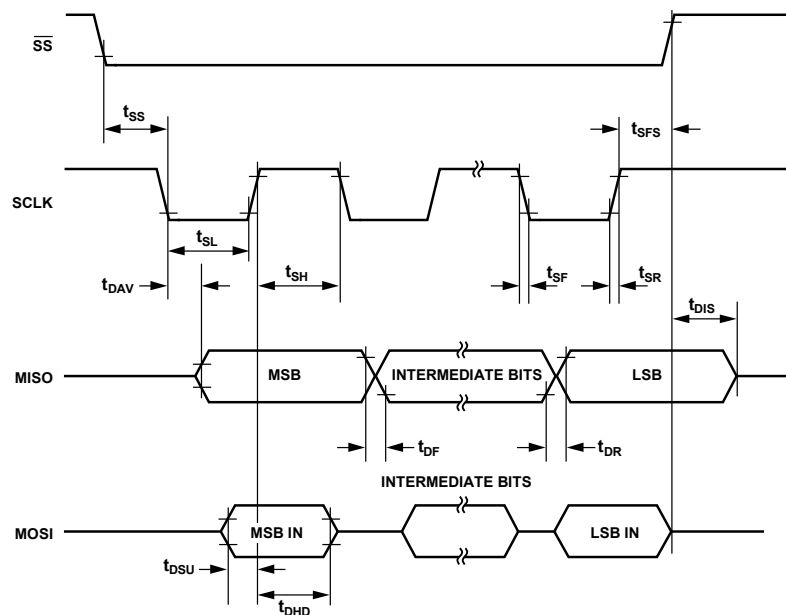 SS
tSS
tSFS
SCLK
tSL
tSH
tSF
tSR
tDAV
tDIS
MISO
MSB
INTERMEDIATE BITS
LSB
tDF
tDR
INTERMEDIATE BITS
MOSI
MSB IN
LSB IN
tDSU
tDHD